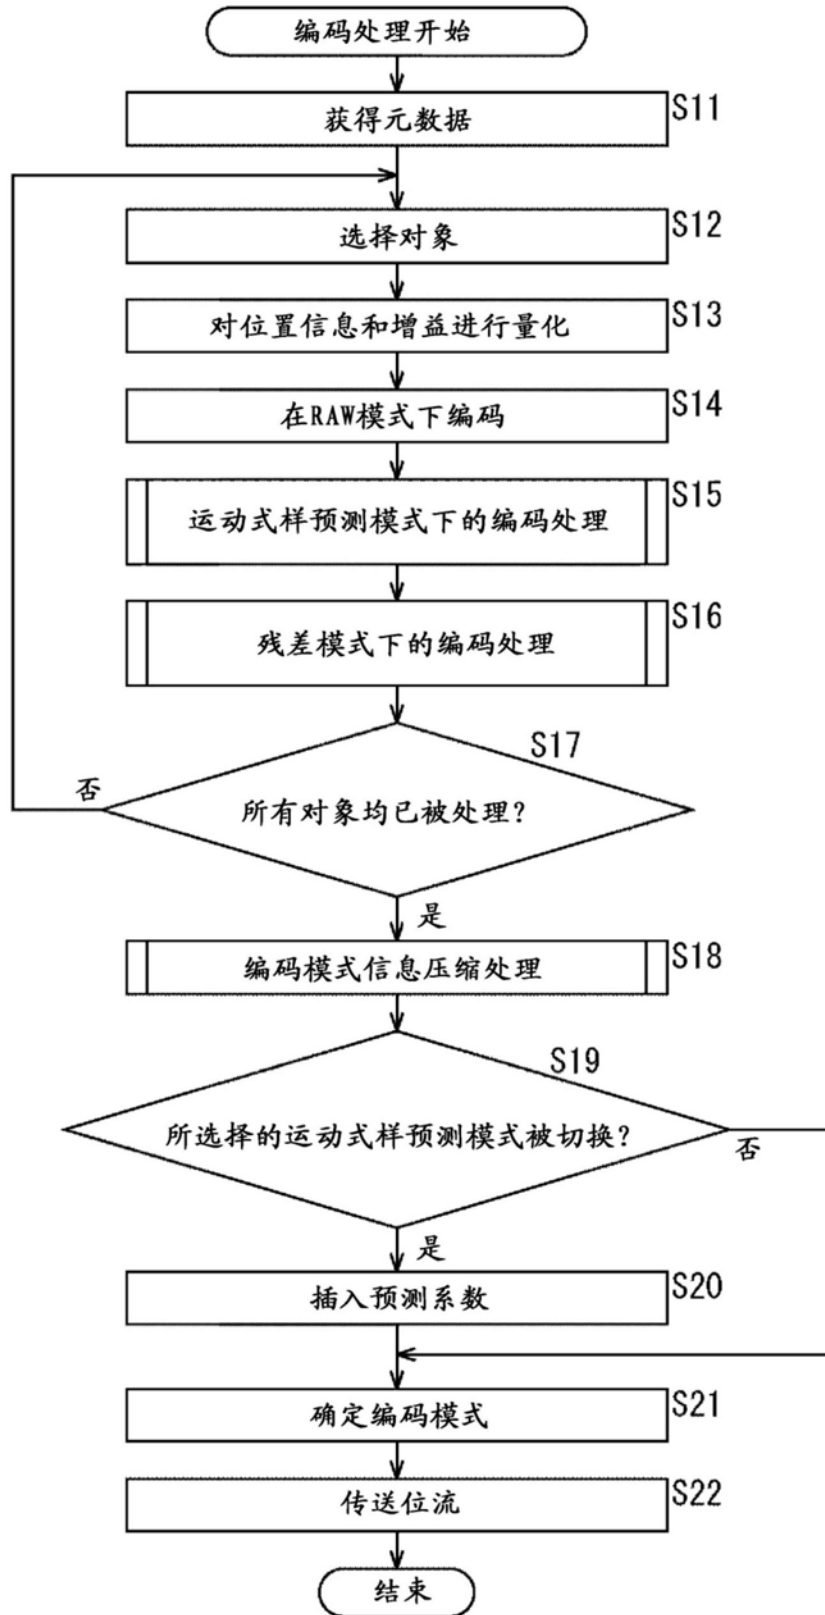 编码处理开始
S11
获得元数据
S12
选择对象
S13
对位置信息和增益进行量化
S14
在RAW模式下编码
S15
运动式样预测模式下的编码处理
S16
残差模式下的编码处理
S17
否
所有对象均已被处理?
是
S18
编码模式信息压缩处理
S19
所选择的运动式样预测模式被切换?
否
是
S20
插入预测系数
S21
确定编码模式
S22
传送位流
结束